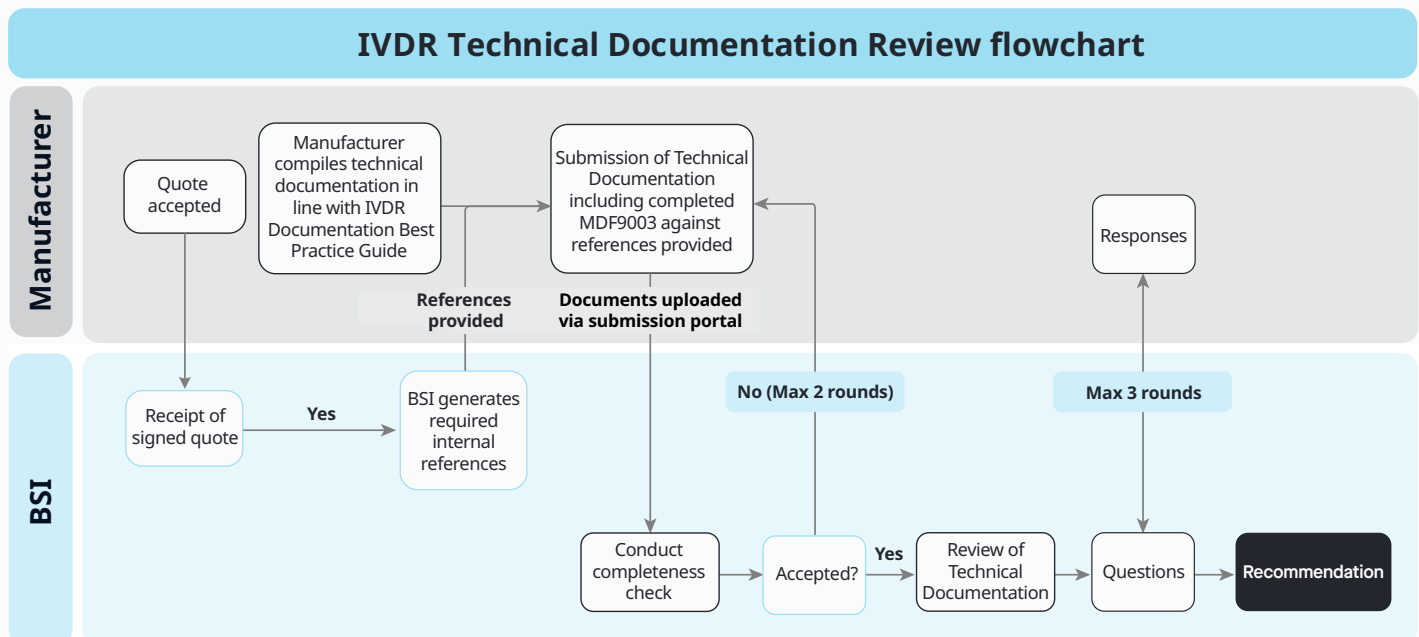 IVDR Technical Documentation Review flowchart
Manufacturer
Quote
accepted
Manufacturer
compiles technical
documentation in
line with IVDR
Documentation Best
Practice Guide
Submission of Technical
Documentation
including completed
MDF9003 against
references provided
Responses
References
provided
Documents uploaded
via submission portal
BSI
Receipt of
signed quote
Yes
BSI generates
required
internal
references
No (Max 2 rounds)
Max 3 rounds
Conduct
completeness
check
Accepted?
Yes
Review of
Technical
Documentation
Questions
Recommendation